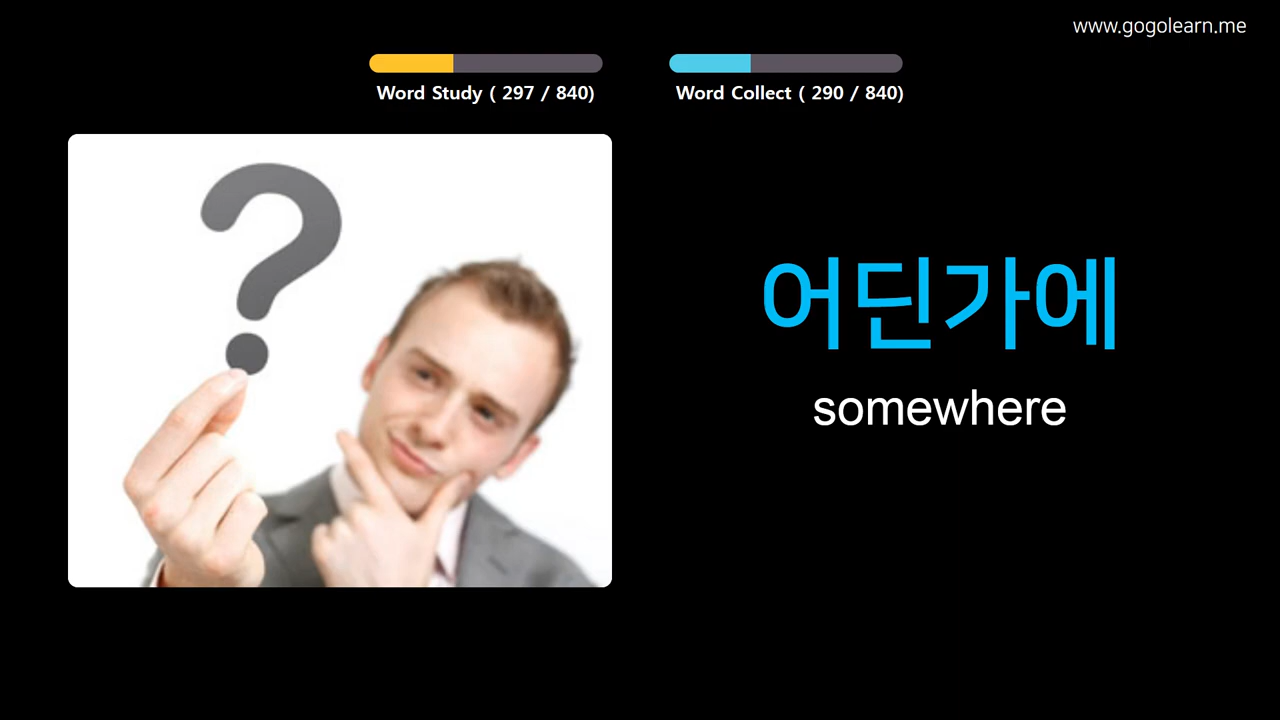 www.gogolearn.me
Word Study ( 297 / 840)
Word Collect ( 290 / 840)
?
어딘가에
somewhere